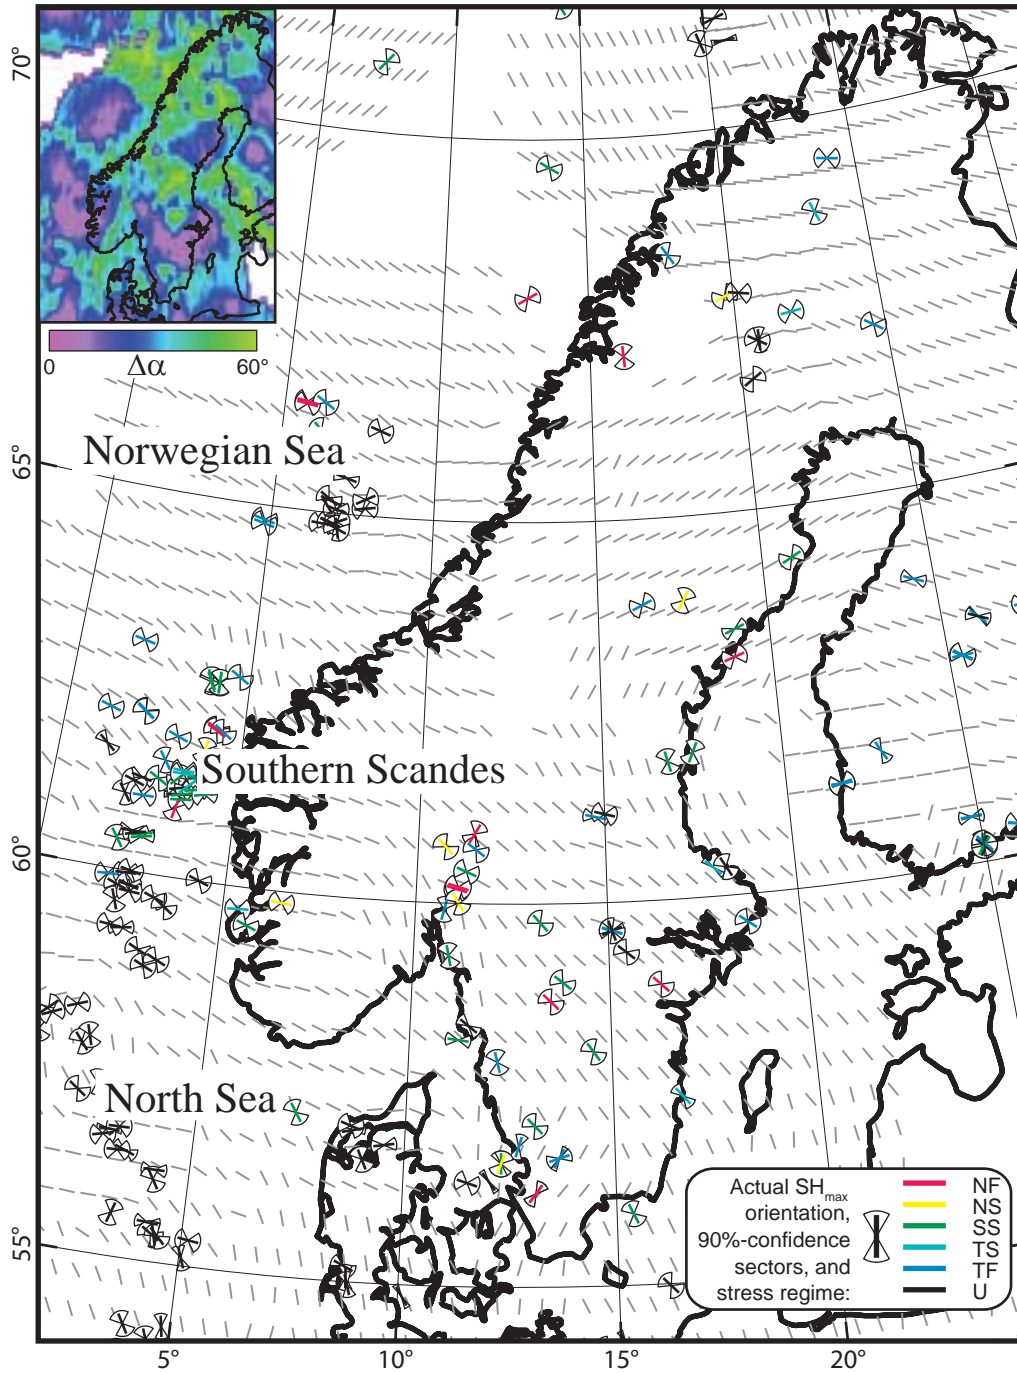 70°
0
Δα
60°
Norwegian Sea
65°
Southern Scandes
60°
North Sea
55°
Actual SHmax
orientation,
90%-confidence
sectors, and
stress regime:
NF
NS
SS
TS
TF
U
5°
10°
15°
20°